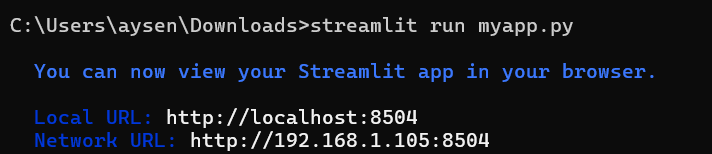 C:\Users\aysen\Downloads>streamlit run myapp.py
You can now view your Streamlit app in your browser.
Local URL: http://localhost:8504
Network URL: http://192.168.1.105:8504